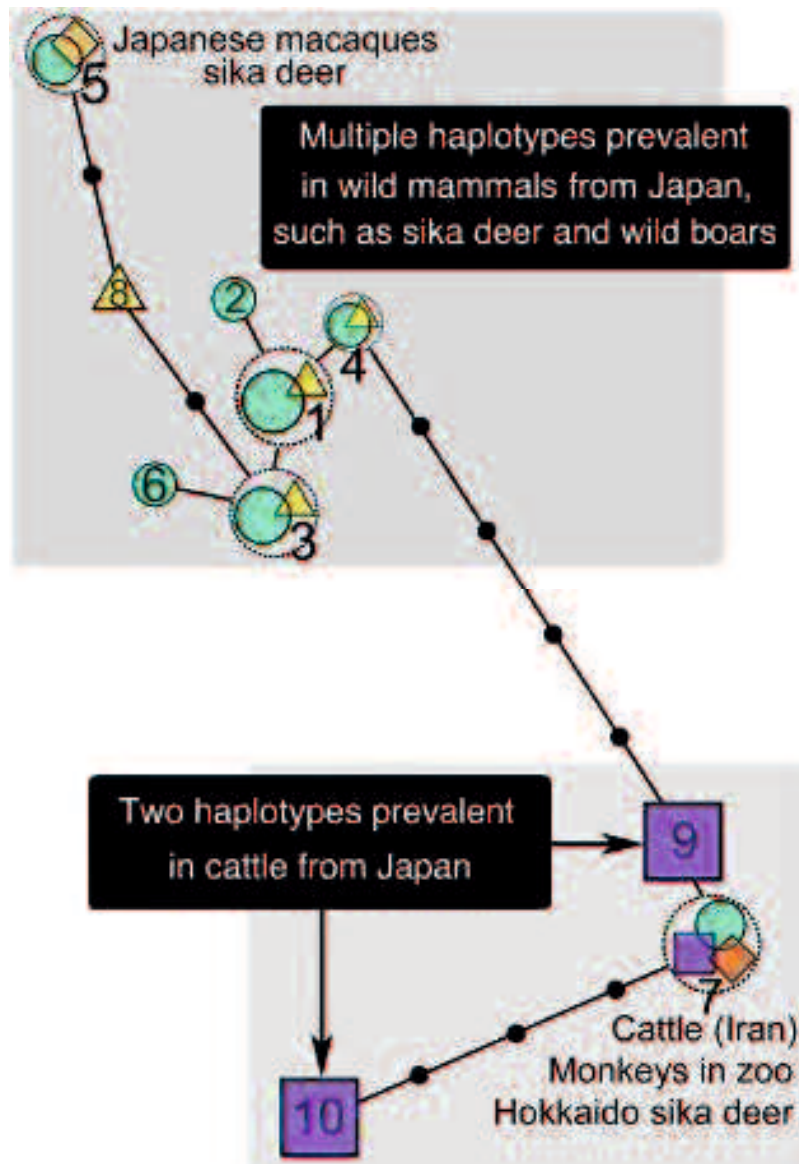 Japanese macaques
sika deer
5
Multiple haplotypes prevalent
in wild mammals from Japan,
such as sika deer and wild boars
8
2
4
1
6
3
Two haplotypes prevalent
in cattle from Japan
9
7
Cattle (Iran)
Monkeys in zoo
Hokkaido sika deer
10